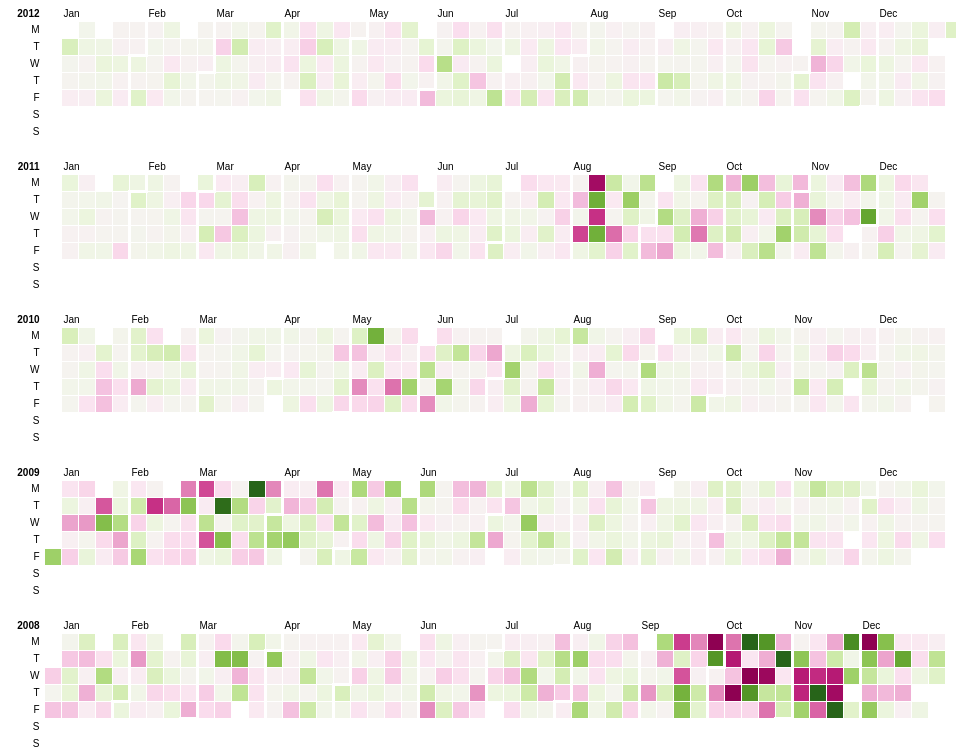 2012 Jan Feb Mar Apr May Jun Jul Aug Sep Oct Nov Dec
M
T
W
T
F
S
S
2011 Jan Feb Mar Apr May Jun Jul Aug Sep Oct Nov Dec
M
T
W
T
F
S
S
2010 Jan Feb Mar Apr May Jun Jul Aug Sep Oct Nov Dec
M
T
W
T
F
S
S
2009 Jan Feb Mar Apr May Jun Jul Aug Sep Oct Nov Dec
M
T
W
T
F
S
S
2008 Jan Feb Mar Apr May Jun Jul Aug Sep Oct Nov Dec
M
T
W
T
F
S
S